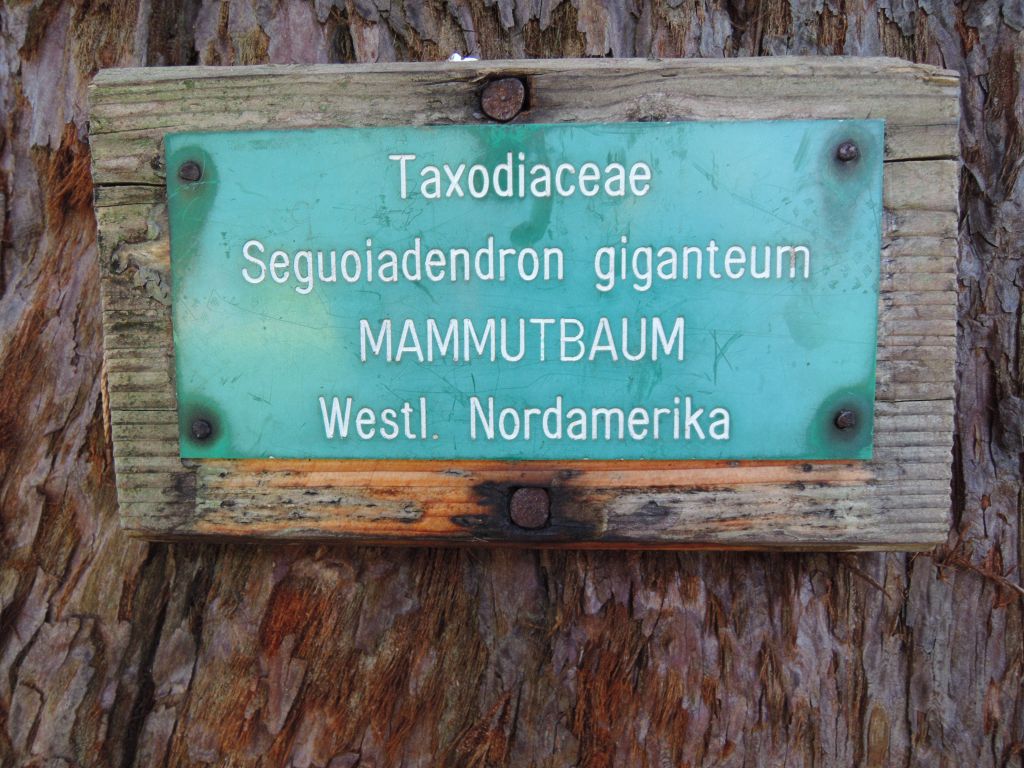 Taxodiaceae
Seguoiadendron giganteum
MAMMUTBAUM
Westl. Nordamerika